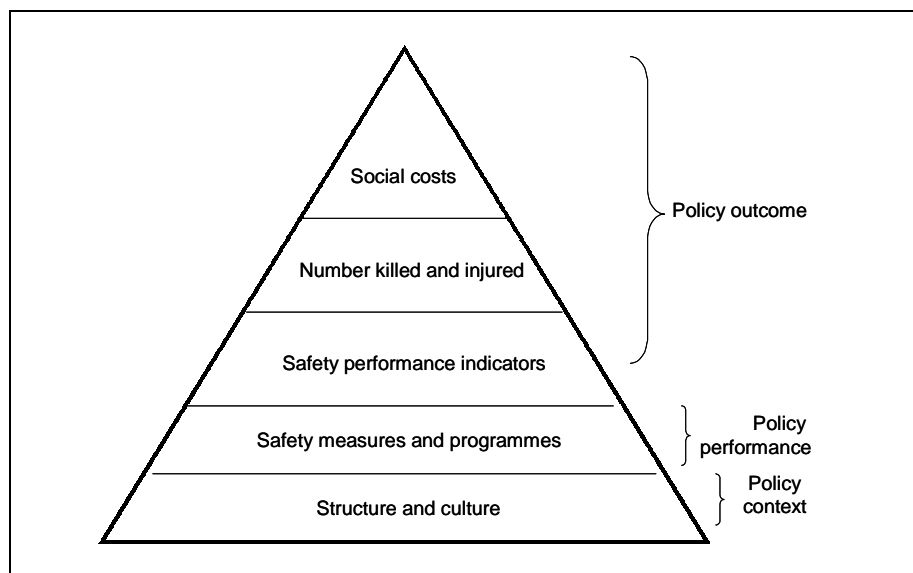 Social costs
Policy outcome
Number killed and injured
Safety performance indicators
Safety measures and programmes
Policy
performance
Structure and culture
Policy
context